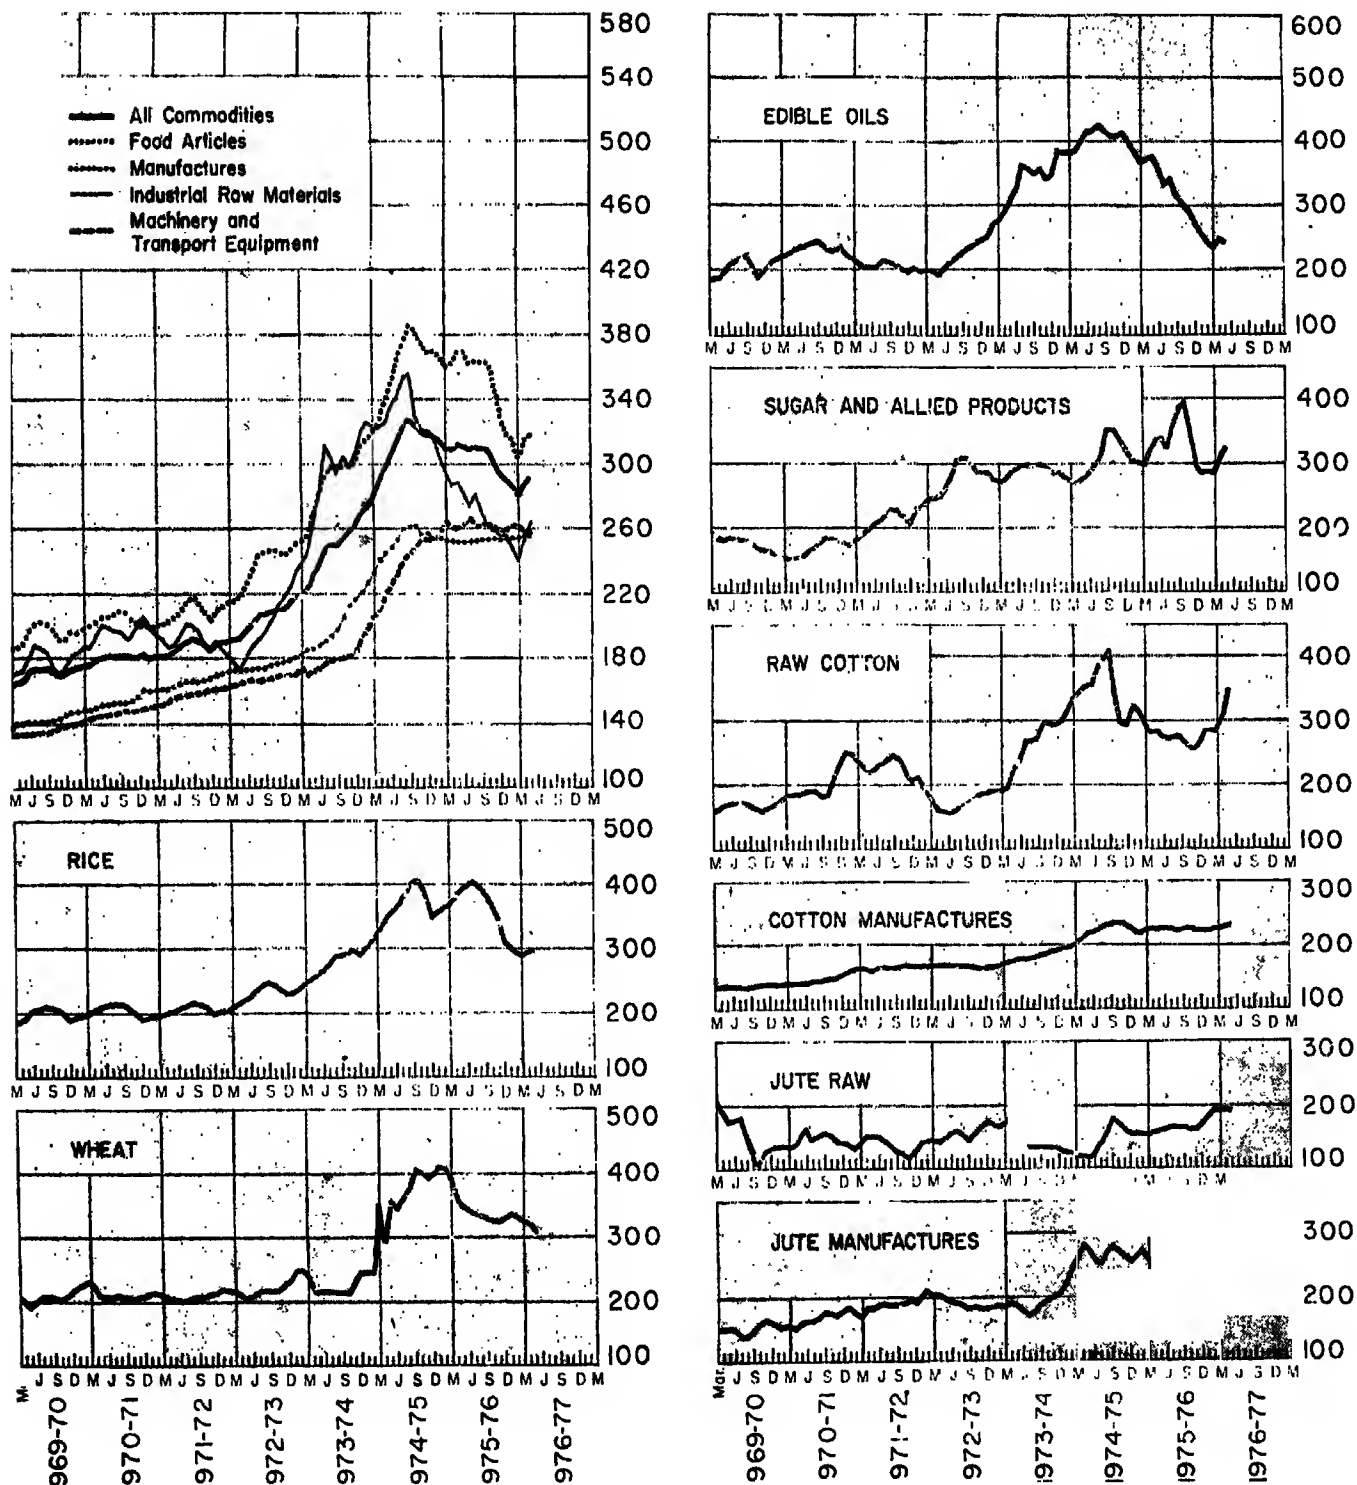 580
540
500
460
420
380
340
300
260
220
180
140
100
All Commodities
Food Articles
Manufactures
Industrial Raw Materials
Machinery and
Transport Equipment
M J S D M J S D M J S D M J S D M J S D M J S D M J S D M J S D M
RICE
500
400
300
200
100
M J S D M J S D M J S D M J S D M J S D M J S D M J S D M J S D M
WHEAT
500
400
300
200
100
J S D M J S D M J S D M J S D M J S D M J S D M J S D M J S D M
969-70
970-71
971-72
972-73
973-74
974-75
975-76
976-77
EDIBLE OILS
600
500
400
300
200
100
M J S D M J S D M J S D M J S D M J S D M J S D M J S D M J S D M
SUGAR AND ALLIED PRODUCTS
400
300
200
100
M J S D M J S D M J S D M J S D M J S D M J S D M J S D M J S D M
RAW COTTON
400
300
200
100
M J S D M J S D M J S D M J S D M J S D M J S D M J S D M J S D M
COTTON MANUFACTURES
300
200
100
M J S D M J S D M J S D M J S D M J S D M J S D M J S D M J S D M
JUTE RAW
300
200
100
M J S D M J S D M J S D M J S D M
JUTE MANUFACTURES
300
200
100
Mar. J S D M J S D M J S D M J S D M J S D M J S D M J S D M J S D M
969-70
970-71
971-72
972-73
1973-74
1974-75
1975-76
1976-77